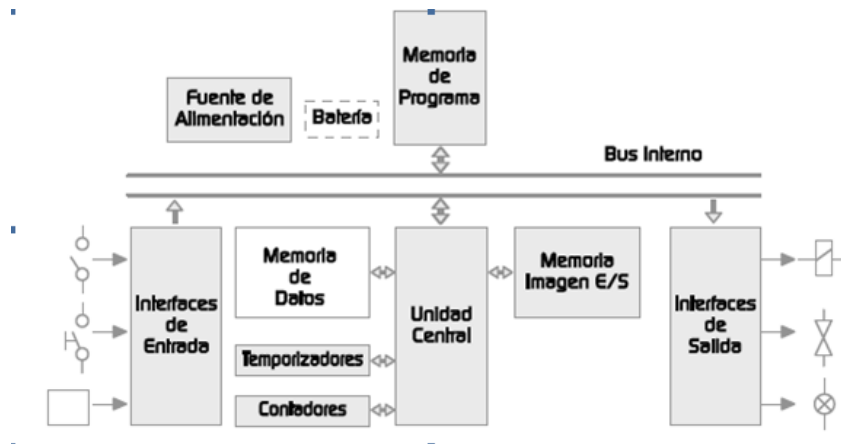 Memoria
de
Programa
Fuente de
Alimentación
Batería
Bus Interno
Interfaces
de
Entrada
Memoria
de
Datos
Temporizadores
Contadores
Unidad
Central
Memoria
Imagen E/S
Interfaces
de
Salida